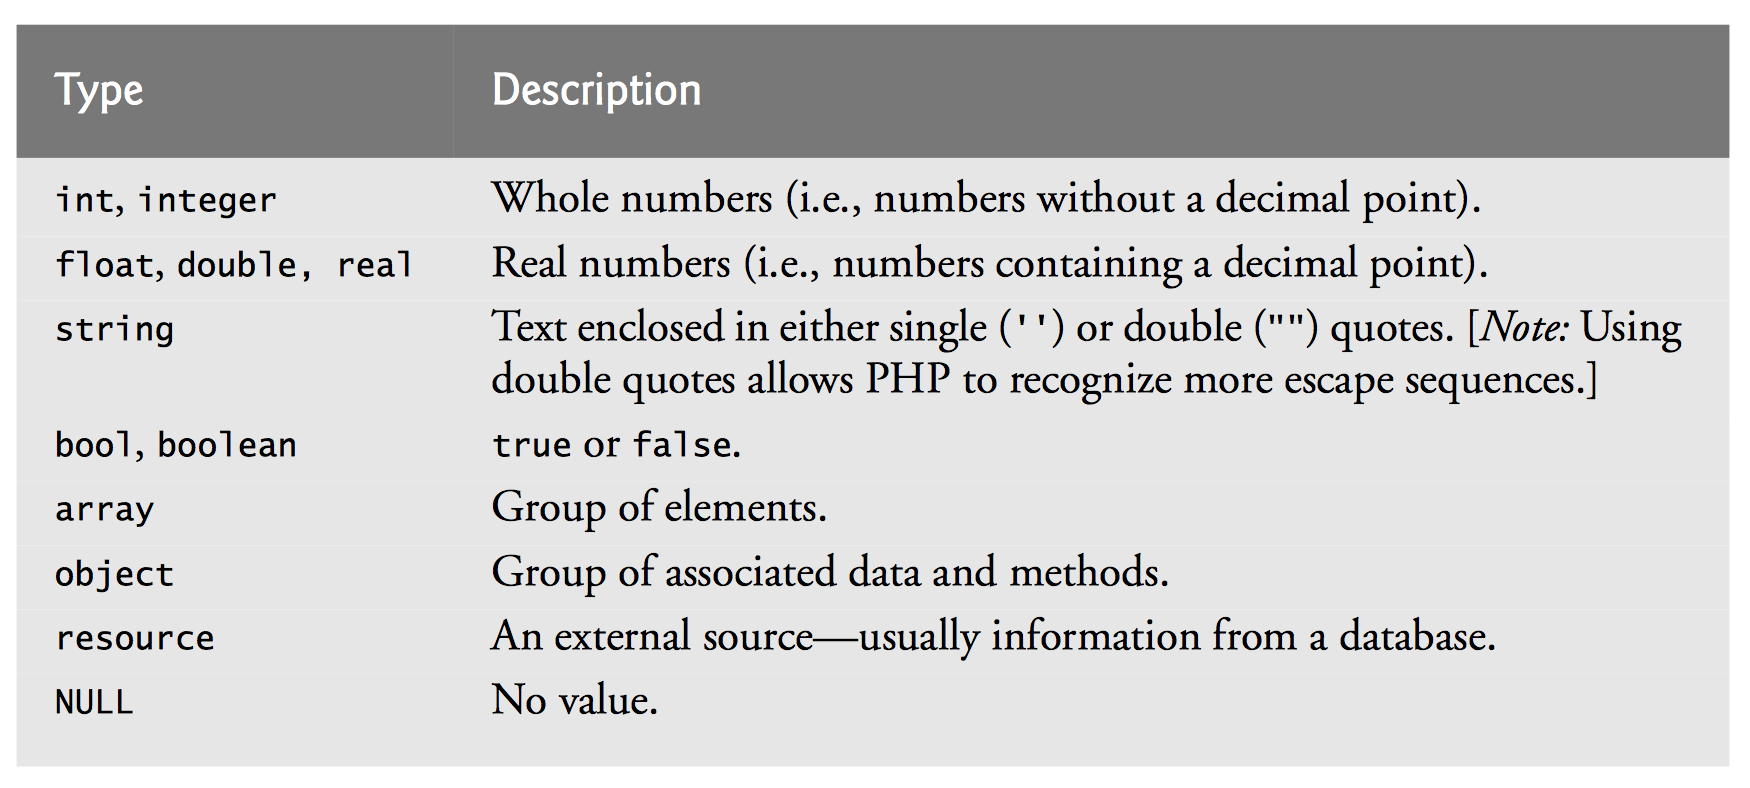 Type Description
int, integer Whole numbers (i.e., numbers without a decimal point).
float, double, real Real numbers (i.e., numbers containing a decimal point).
string Text enclosed in either single ('') or double ("") quotes. [Note: Using
double quotes allows PHP to recognize more escape sequences.]
bool, boolean true or false.
array Group of elements.
object Group of associated data and methods.
resource An external source—usually information from a database.
NULL No value.